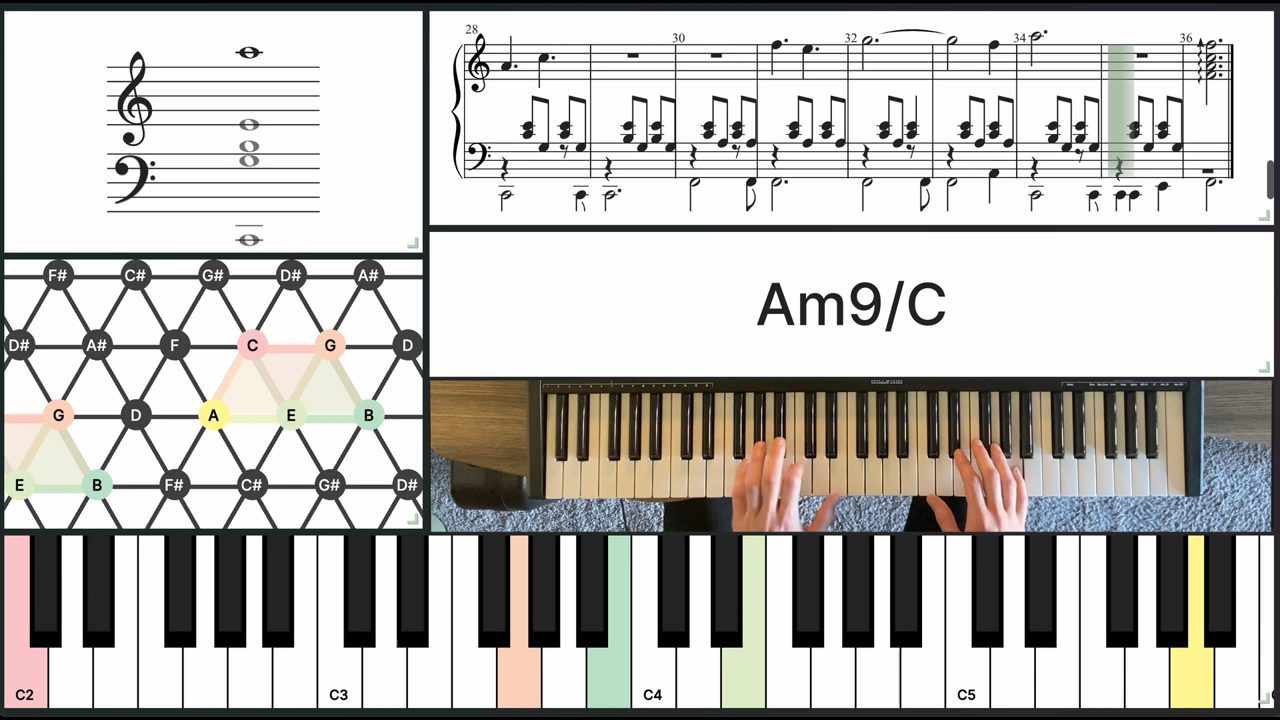 28 30 32 34 36
Am9/C
F# C# G# D# A#
D# A# F C G D
G D A E B
E B F# C# G# D#
C2 C3 C4 C5